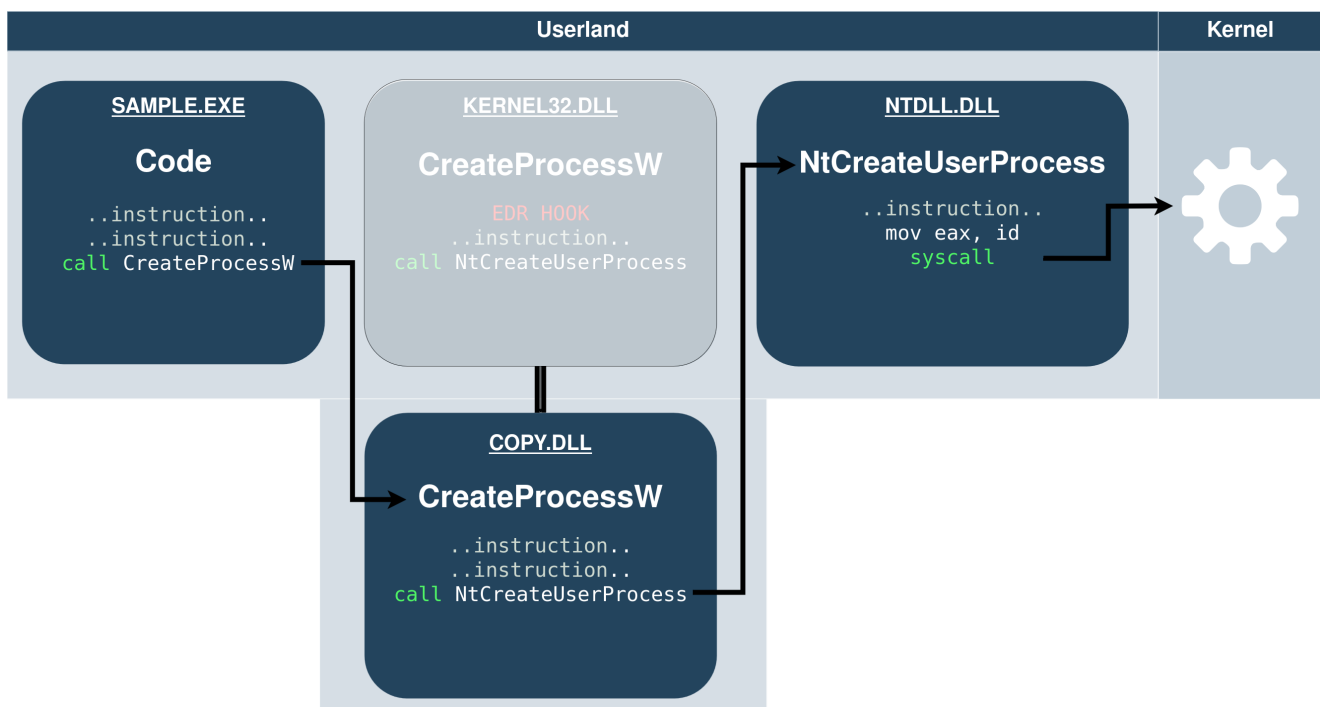 Userland
Kernel
SAMPLE.EXE
Code
..instruction..
..instruction..
call CreateProcessW
KERNEL32.DLL
CreateProcessW
EDR HOOK
..instruction..
call NtCreateUserProcess
NTDLL.DLL
NtCreateUserProcess
..instruction..
mov eax, id
syscall
COPY.DLL
CreateProcessW
..instruction..
..instruction..
call NtCreateUserProcess